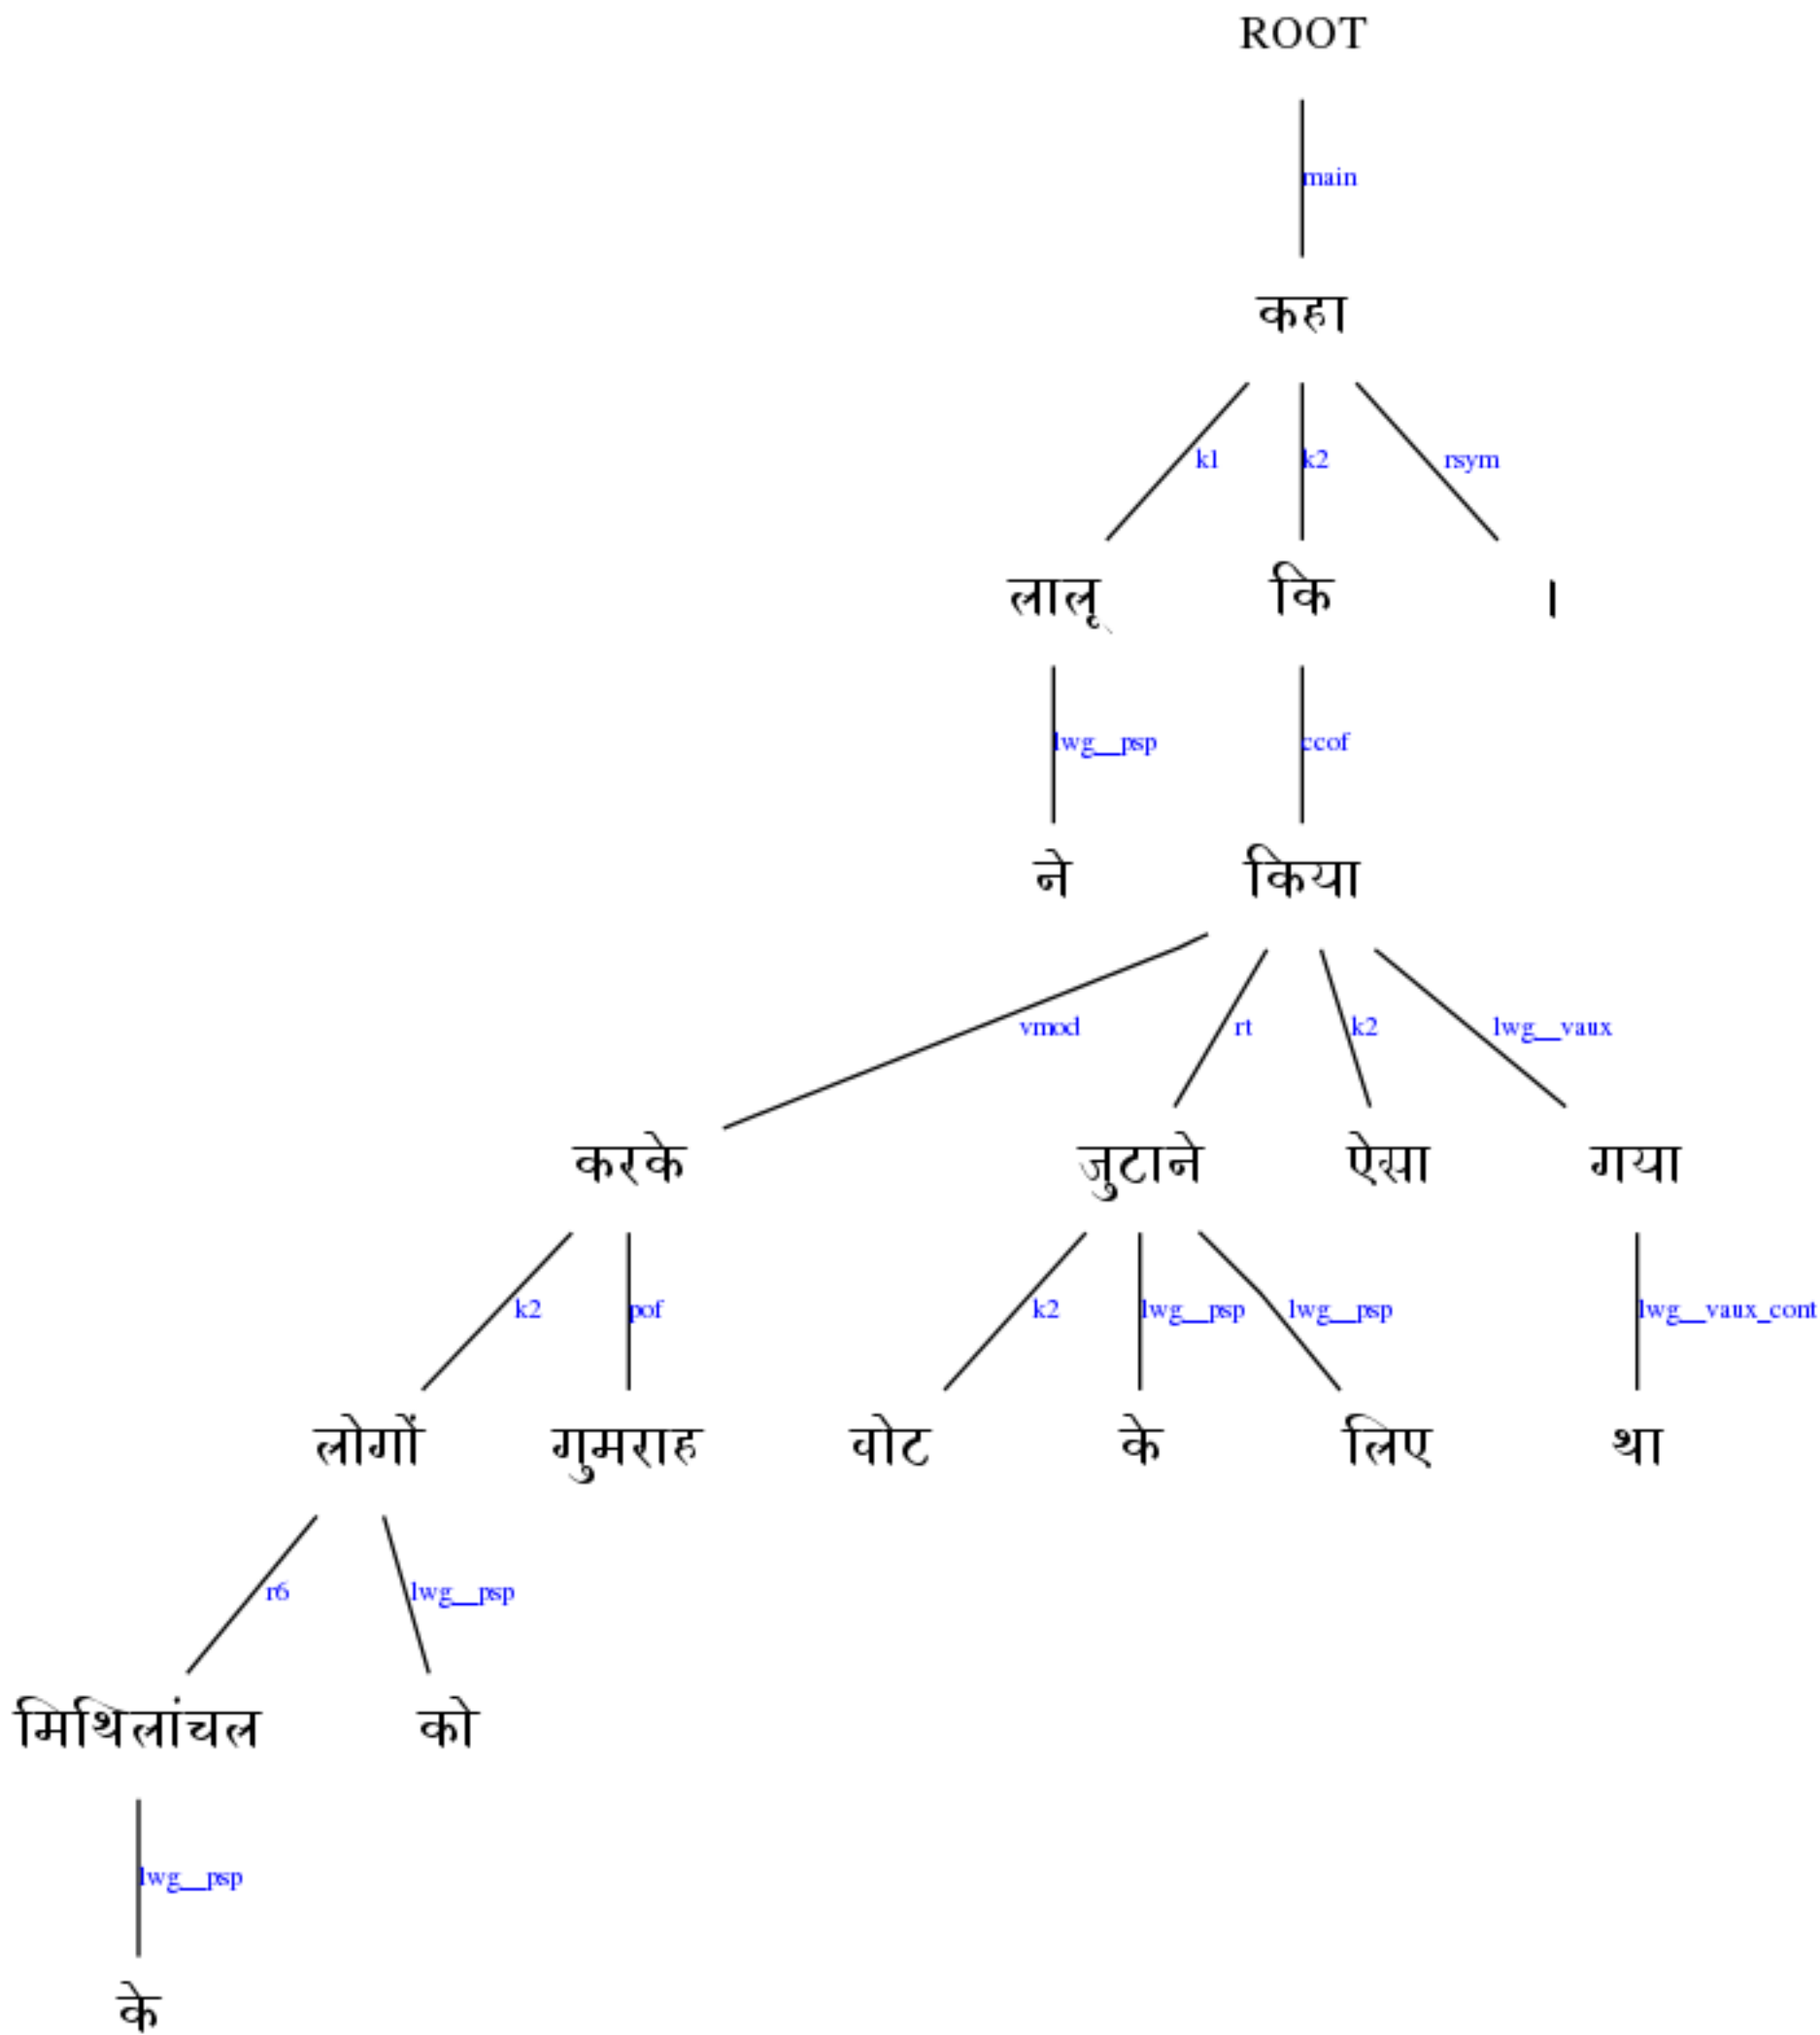 ROOT
main
कहा
k1 k2 rsym
लालू कि ।
lwg__psp ccof
ने किया
vmod rt k2 lwg__vaux
करके जुटाने ऐसा गया
k2 pof k2 lwg__psp lwg__psp lwg__vaux_cont
लोगों गुमराह वोट के लिए था
r6 lwg__psp
मिथिलांचल को
lwg__psp
के